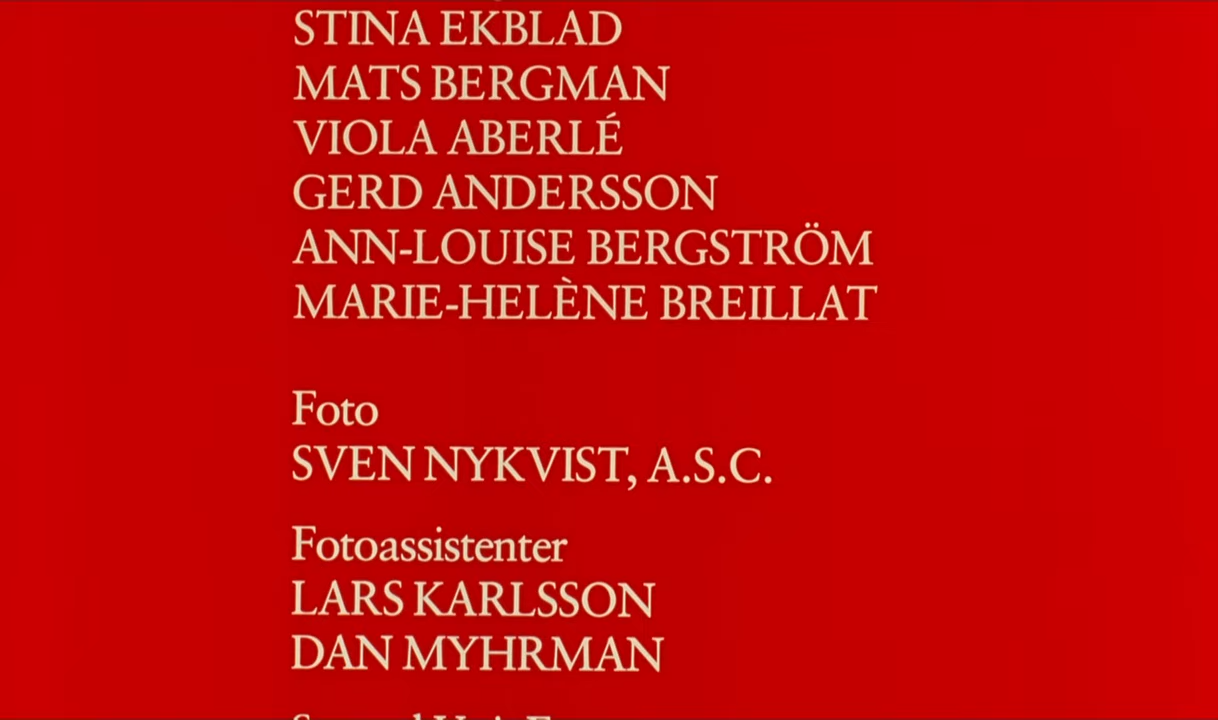 STINA EKBLAD
MATS BERGMAN
VIOLA ABERLÉ
GERD ANDERSSON
ANN-LOUISE BERGSTRÖM
MARIE-HELÈNE BREILLAT
Foto
SVEN NYKVIST, A.S.C.
Fotoassistenter
LARS KARLSSON
DAN MYHRMAN